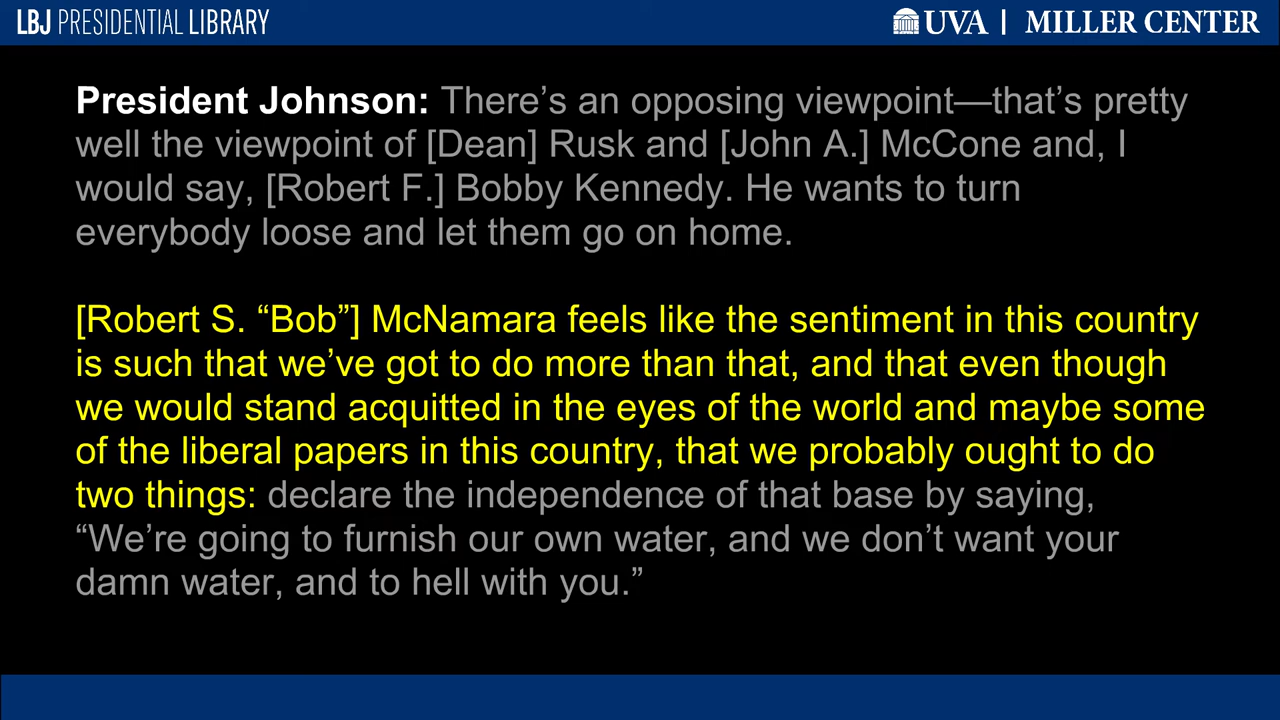 LBJ PRESIDENTIAL LIBRARY
UVA | MILLER CENTER
President Johnson: There’s an opposing viewpoint—that’s pretty
well the viewpoint of [Dean] Rusk and [John A.] McCone and, I
would say, [Robert F.] Bobby Kennedy. He wants to turn
everybody loose and let them go on home.
[Robert S. “Bob”] McNamara feels like the sentiment in this country
is such that we’ve got to do more than that, and that even though
we would stand acquitted in the eyes of the world and maybe some
of the liberal papers in this country, that we probably ought to do
two things: declare the independence of that base by saying,
“We’re going to furnish our own water, and we don’t want your
damn water, and to hell with you.”